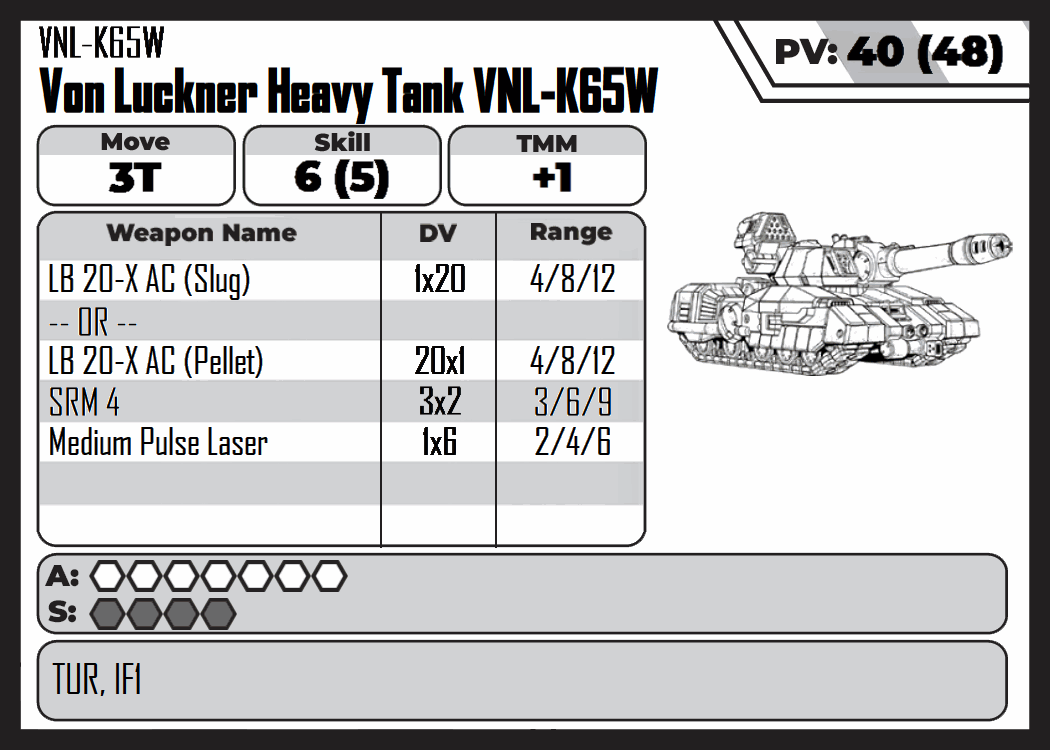 VNL-K65W
PV: 40 (48)
Von Luckner Heavy Tank VNL-K65W
Move Skill TMM
3T 6 (5) +1
Weapon Name DV Range
LB 20-X AC (Slug) 1x20 4/8/12
-- OR --
LB 20-X AC (Pellet) 20x1 4/8/12
SRM 4 3x2 3/6/9
Medium Pulse Laser 1x6 2/4/6
A:
S:
TUR, IF1